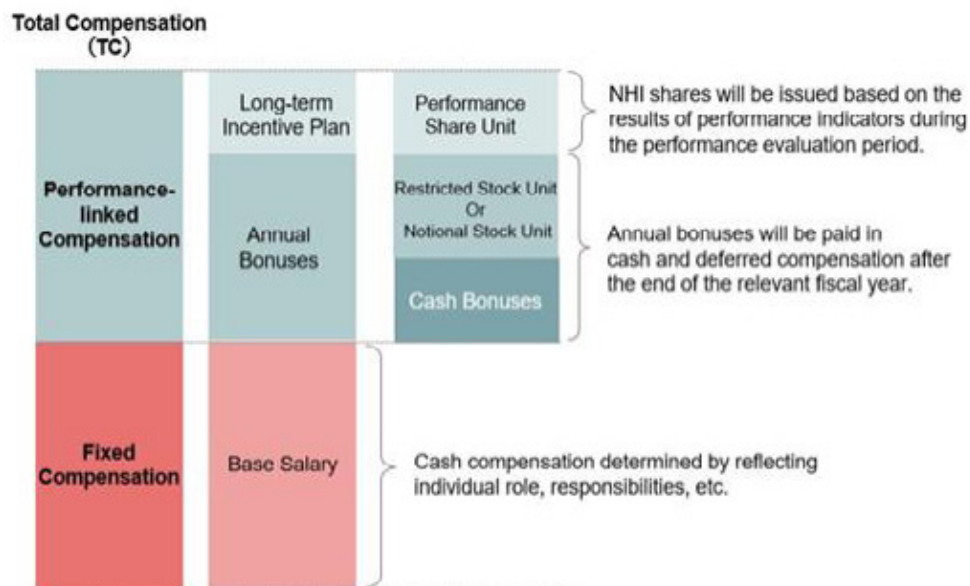 Total Compensation
(TC)
Long-term
Incentive Plan
Performance
Share Unit
NHI shares will be issued based on the
results of performance indicators during
the performance evaluation period.
Performance-
linked
Compensation
Annual
Bonuses
Restricted Stock Unit
Or
Notional Stock Unit
Cash Bonuses
Annual bonuses will be paid in
cash and deferred compensation after
the end of the relevant fiscal year.
Fixed
Compensation
Base Salary
Cash compensation determined by reflecting
individual role, responsibilities, etc.